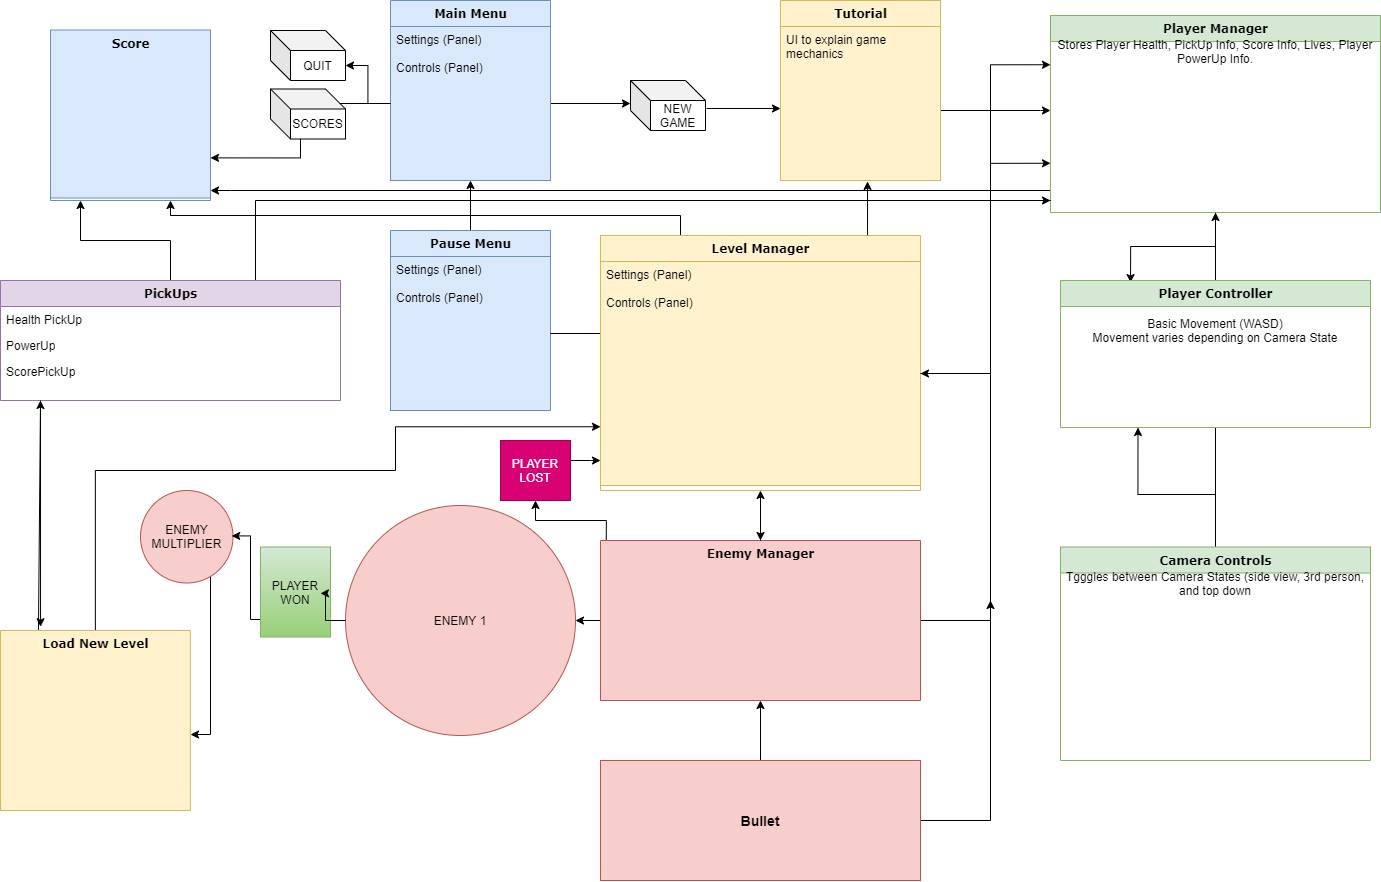 Main Menu
Settings (Panel)
Controls (Panel)
Tutorial
UI to explain game
mechanics
Player Manager
Stores Player Health, PickUp Info, Score Info, Lives, Player
PowerUp Info.
Score
QUIT
SCORES
NEW
GAME
Pause Menu
Settings (Panel)
Controls (Panel)
Level Manager
Settings (Panel)
Controls (Panel)
PickUps
Health PickUp
PowerUp
ScorePickUp
Player Controller
Basic Movement (WASD)
Movement varies depending on Camera State
PLAYER
LOST
ENEMY
MULTIPLIER
PLAYER
WON
ENEMY 1
Enemy Manager
Camera Controls
Tgggles between Camera States (side view, 3rd person,
and top down
Load New Level
Bullet